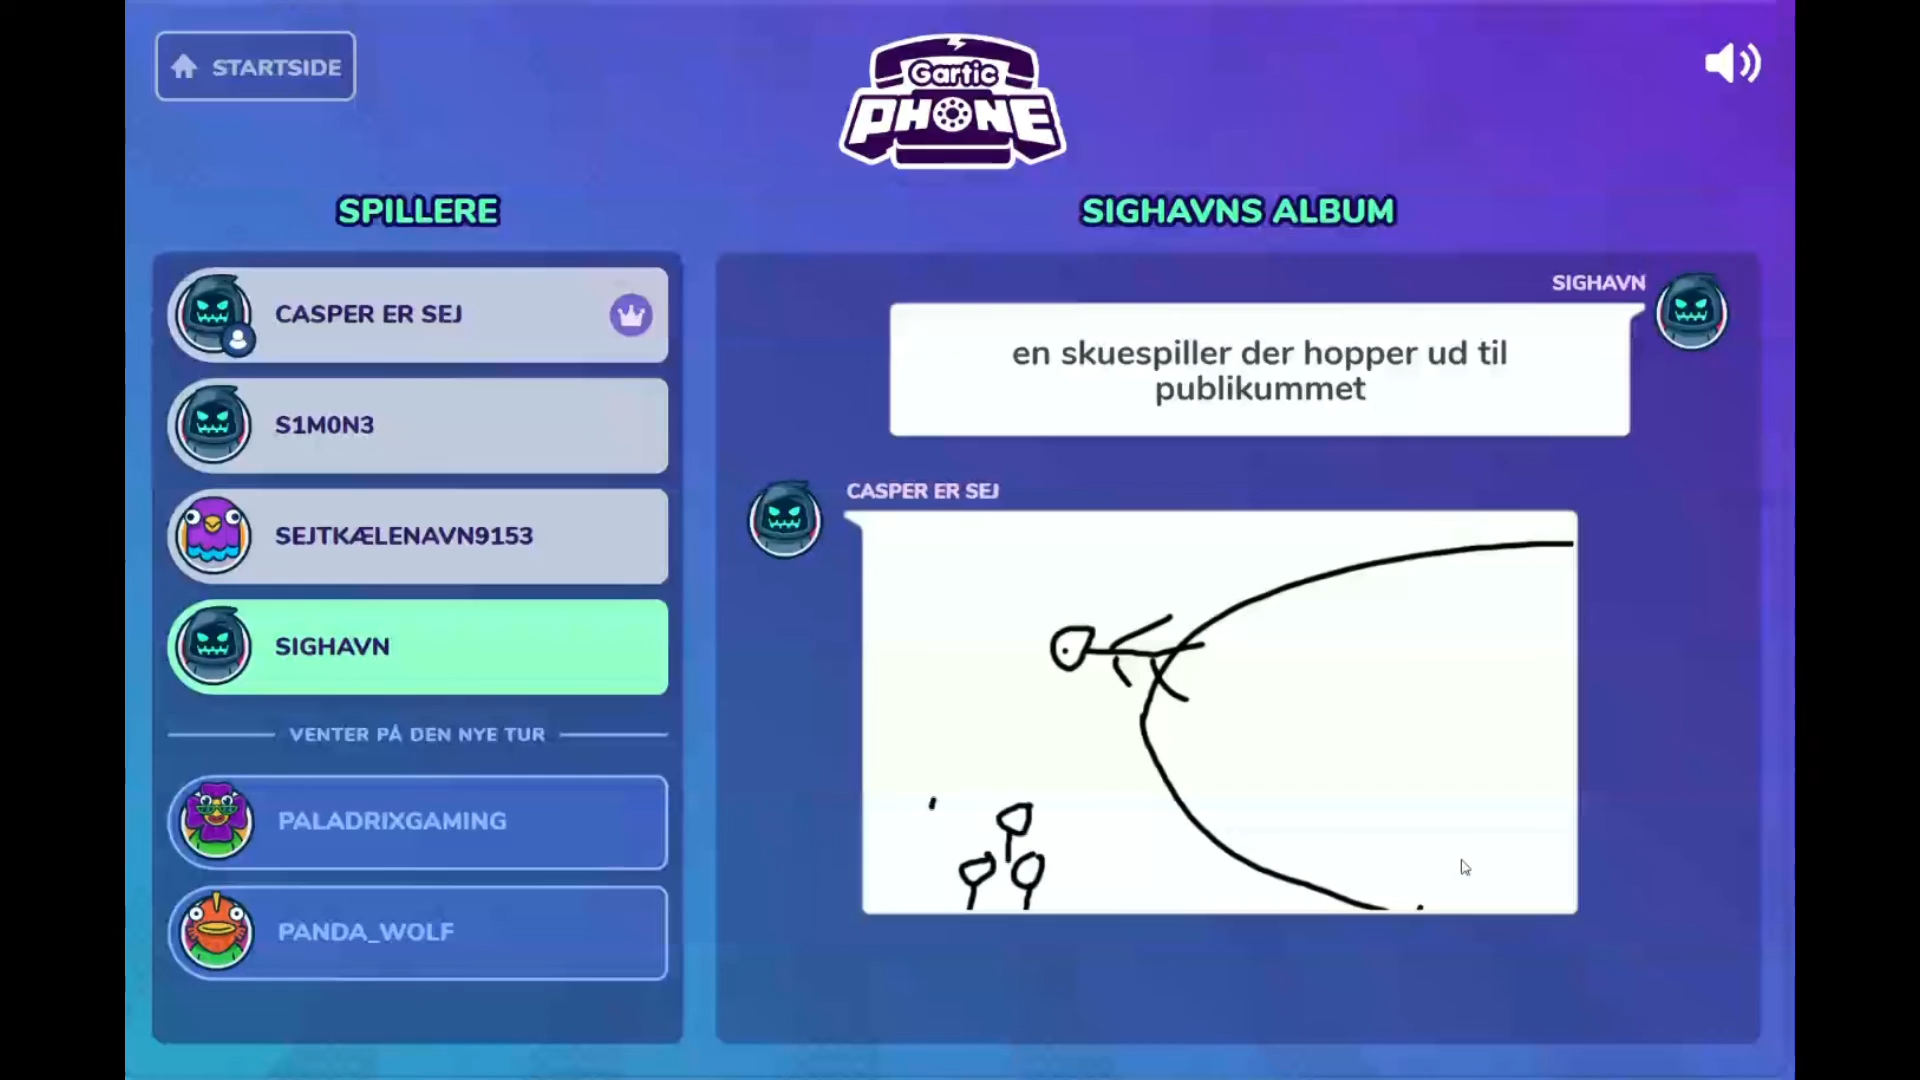 STARTSIDE
Gartic
PHONE
SPILLERE
CASPER ER SEJ
S1M0N3
SEJTKÆLENAVN9153
SIGHAVN
VENTER PÅ DEN NYE TUR
PALADRIXGAMING
PANDA_WOLF
SIGHAVNS ALBUM
SIGHAVN
en skuespiller der hopper ud til
publikummet
CASPER ER SEJ